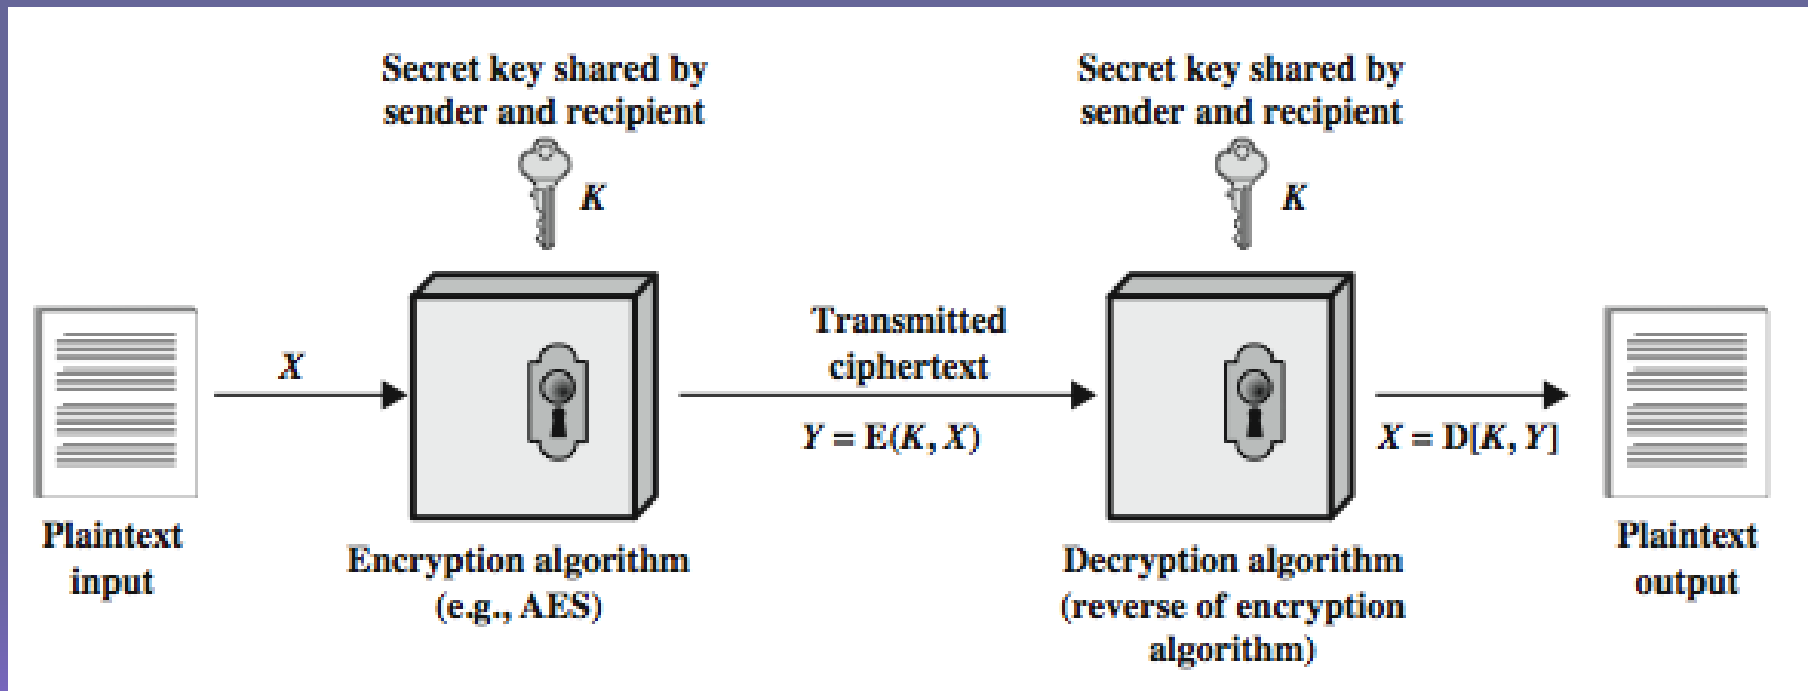 Secret key shared by
sender and recipient
K
Secret key shared by
sender and recipient
K
X
Transmitted
ciphertext
Y = E(K, X)
X = D[K, Y]
Plaintext
input
Encryption algorithm
(e.g., AES)
Decryption algorithm
(reverse of encryption
algorithm)
Plaintext
output